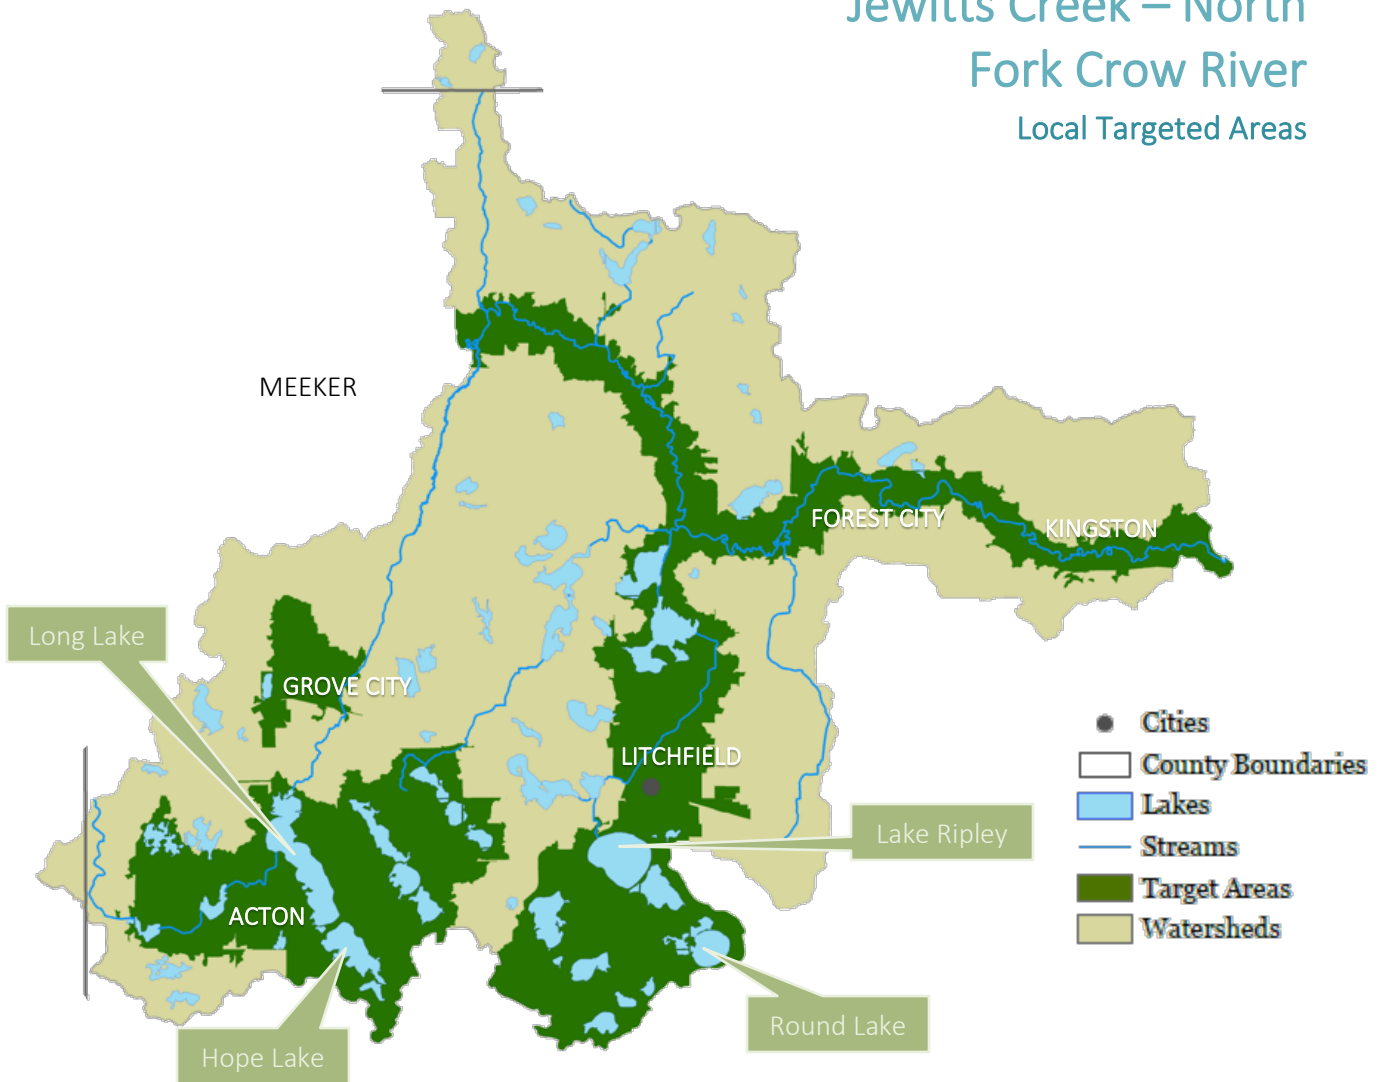 Jewitts Creek – North
Fork Crow River
Local Targeted Areas
MEEKER
FOREST CITY
KINGSTON
Long Lake
GROVE CITY
LITCHFIELD
Cities
County Boundaries
Lakes
Streams
Target Areas
Watersheds
Lake Ripley
ACTON
Round Lake
Hope Lake